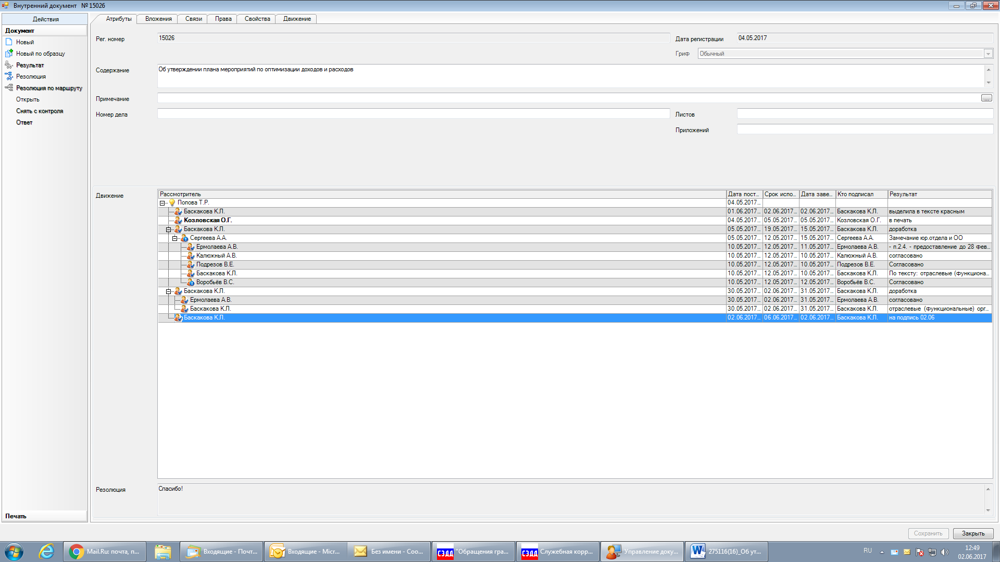 Внутренний документ № 15026
Действия
Документ
Новый
Новый по образцу
Результат
Резолюция
Резолюция по маршруту
Открыть
Снять с контроля
Ответ
Печать
Атрибуты Вложения Связи Права Свойства Движение
Рег. номер 15026 Дата регистрации 04.05.2017
Гриф Обычный
Содержание Об утверждении плана мероприятий по оптимизации доходов и расходов
Примечание ...
Номер дела Листов
Приложений
Движение
Рассмотритель Дата пост... Срок испо... Дата заве... Кто подписал Результат
Попова Т.Р. 04.05.2017...
Баскакова К.Л. 01.06.2017... 02.06.2017... 02.06.2017... Баскакова К.Л. выделила в тексте красным
Козловская О.Г. 04.05.2017... 05.05.2017... 05.05.2017... Козловская О.Г. в печать
Баскакова К.Л. 05.05.2017... 19.05.2017... 15.05.2017... Баскакова К.Л. доработка
Сергеева А.А. 05.05.2017... 12.05.2017... 15.05.2017... Сергеева А.А. Замечание юр.отдела и ОО
Ермолаева А.В. 10.05.2017... 12.05.2017... 11.05.2017... Ермолаева А.В. - п.2.4. - предоставление до 28 фев...
Калюжный А.В. 10.05.2017... 12.05.2017... 10.05.2017... Калюжный А.В. согласовано
Подрезов В.Е. 10.05.2017... 12.05.2017... 10.05.2017... Подрезов В.Е. Согласовано
Баскакова К.Л. 10.05.2017... 12.05.2017... 10.05.2017... Баскакова К.Л. По тексту: отраслевые (функциона...
Воробьёв В.С. 10.05.2017... 12.05.2017... 12.05.2017... Воробьёв В.С. Согласовано
Баскакова К.Л. 30.05.2017... 02.06.2017... 31.05.2017... Баскакова К.Л. доработка
Ермолаева А.В. 30.05.2017... 02.06.2017... 31.05.2017... Ермолаева А.В. согласовано
Баскакова К.Л. 30.05.2017... 02.06.2017... 31.05.2017... Баскакова К.Л. отраслевые (функциональные) орг...
Баскакова К.Л. 02.06.2017... 06.06.2017... 02.06.2017... Баскакова К.Л. на подпись 02.06
Резолюция Спасибо!
Сохранить Закрыть
Mail.Ru: почта, п... Входящие - Почт... Входящие - Micr... Без имени - Соо... СЭДД "Обращения гра... СЭДД Служебная корр... Управление доку... 275116(16)_Об ут... RU 12:49
02.06.2017